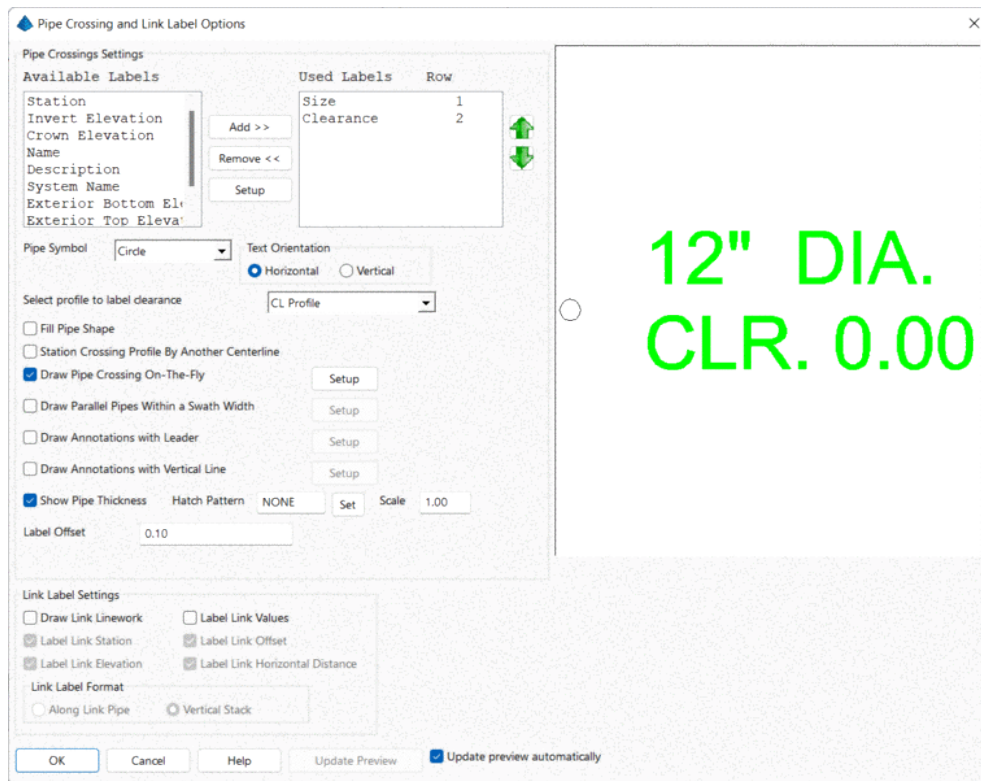 Pipe Crossing and Link Label Options
Pipe Crossings Settings
Available Labels
Used Labels Row
Station
Invert Elevation
Crown Elevation
Name
Description
System Name
Exterior Bottom Ele
Exterior Top Eleva
Add >>
Remove <<
Setup
Size 1
Clearance 2
Pipe Symbol Circle
Text Orientation
Horizontal Vertical
Select profile to label clearance CL Profile
Fill Pipe Shape
Station Crossing Profile By Another Centerline
Draw Pipe Crossing On-The-Fly Setup
Draw Parallel Pipes Within a Swath Width Setup
Draw Annotations with Leader Setup
Draw Annotations with Vertical Line Setup
Show Pipe Thickness Hatch Pattern NONE Set Scale 1.00
Label Offset 0.10
12" DIA.
CLR. 0.00
Link Label Settings
Draw Link Linework Label Link Values
Label Link Station Label Link Offset
Label Link Elevation Label Link Horizontal Distance
Link Label Format
Along Link Pipe Vertical Stack
OK Cancel Help Update Preview Update preview automatically